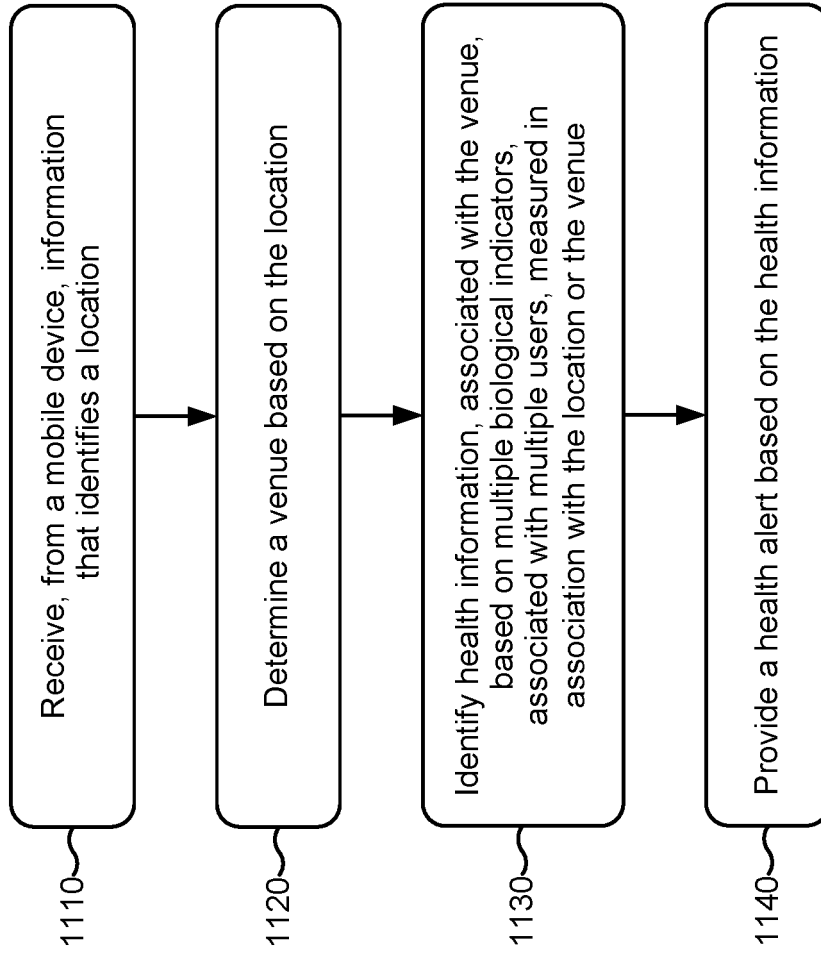 1110
Receive, from a mobile device, information
that identifies a location
1120
Determine a venue based on the location
1130
Identify health information, associated with the venue,
based on multiple biological indicators,
associated with multiple users, measured in
association with the location or the venue
1140
Provide a health alert based on the health information